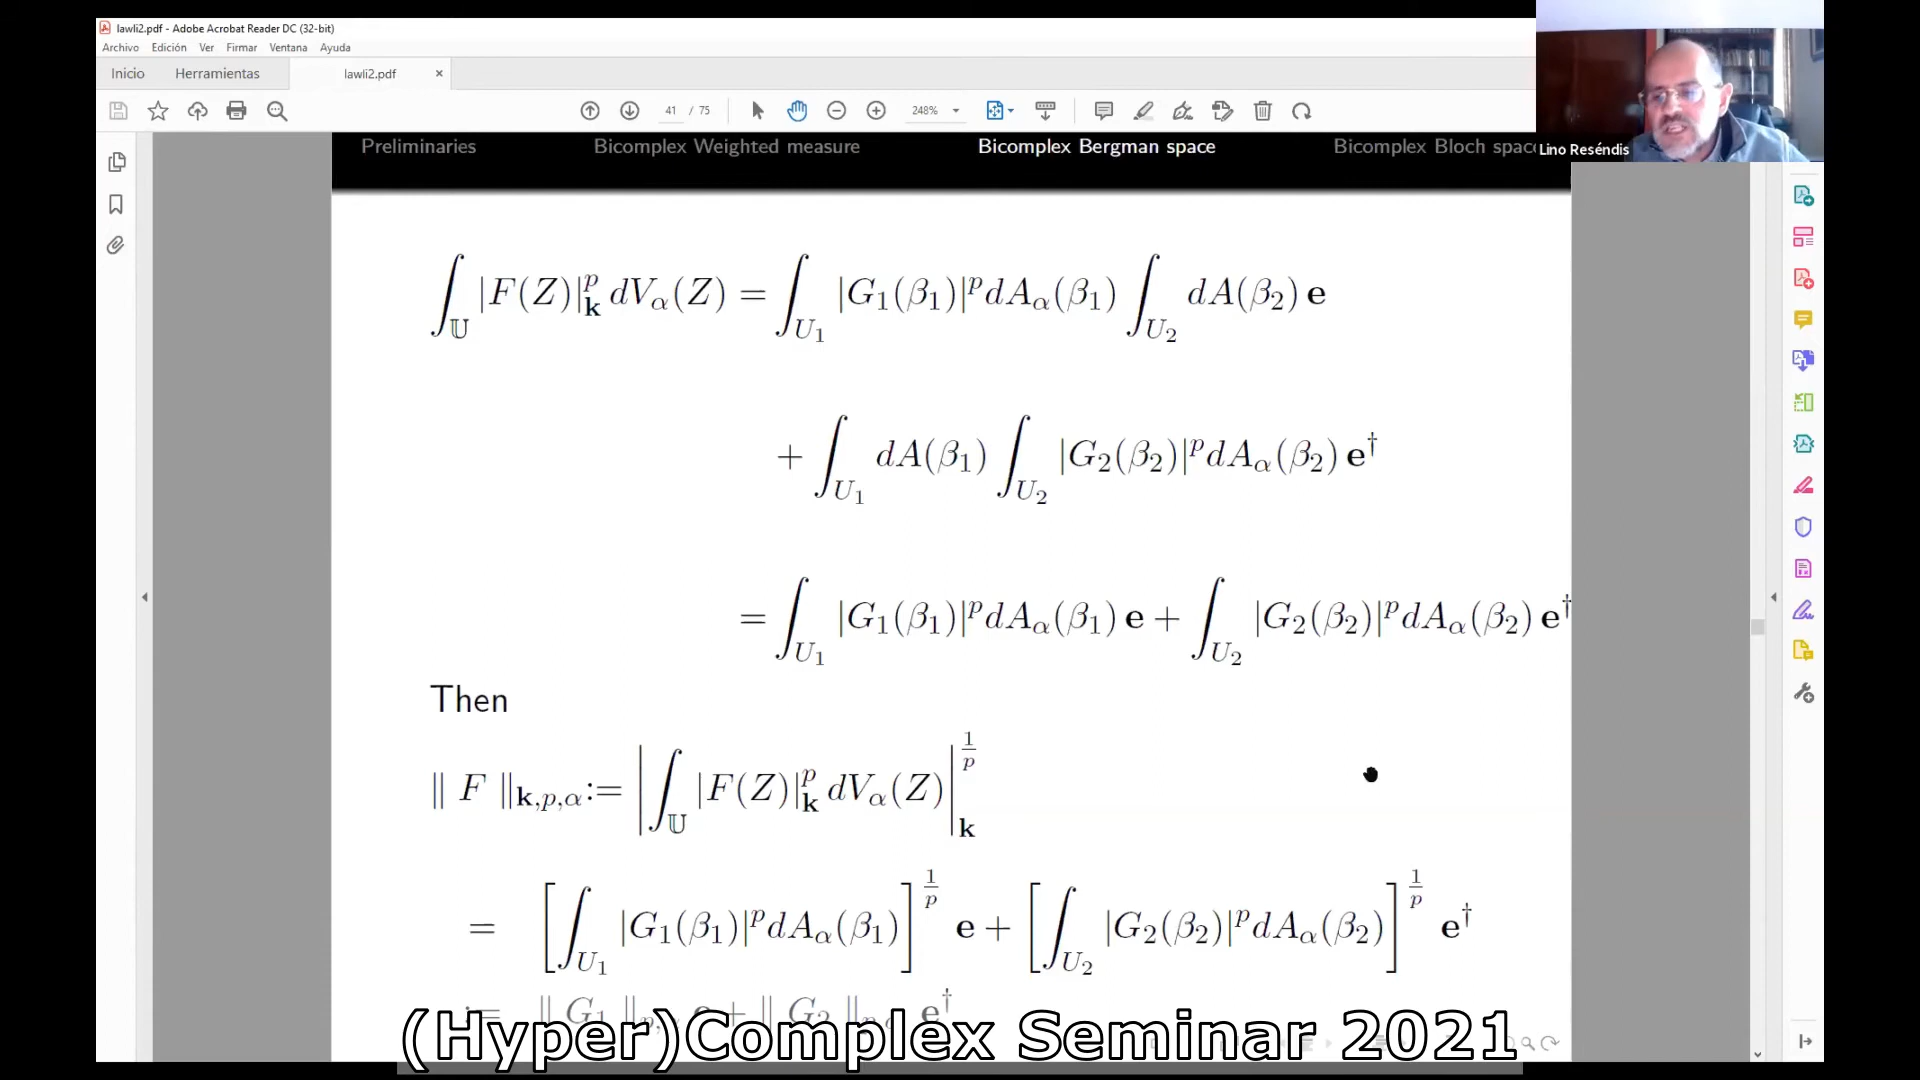 lawli2.pdf - Adobe Acrobat Reader DC (32-bit)
Archivo Edición Ver Firmar Ventana Ayuda
Inicio Herramientas lawli2.pdf ×
41 / 75 248%
Lino Reséndis
Preliminaries Bicomplex Weighted measure Bicomplex Bergman space Bicomplex Bloch space
∫_𝕌 |F(Z)|^p_𝐤 dV_α(Z) = ∫_{U_1} |G_1(β_1)|^p dA_α(β_1) ∫_{U_2} dA(β_2) 𝐞
+ ∫_{U_1} dA(β_1) ∫_{U_2} |G_2(β_2)|^p dA_α(β_2) 𝐞^†
= ∫_{U_1} |G_1(β_1)|^p dA_α(β_1) 𝐞 + ∫_{U_2} |G_2(β_2)|^p dA_α(β_2) 𝐞^†
Then
‖ F ‖_{𝐤,p,α} := |∫_𝕌 |F(Z)|^p_𝐤 dV_α(Z)|_𝐤^{1/p}
= [∫_{U_1} |G_1(β_1)|^p dA_α(β_1)]^{1/p} 𝐞 + [∫_{U_2} |G_2(β_2)|^p dA_α(β_2)]^{1/p} 𝐞^†
(Hyper)Complex Seminar 2021